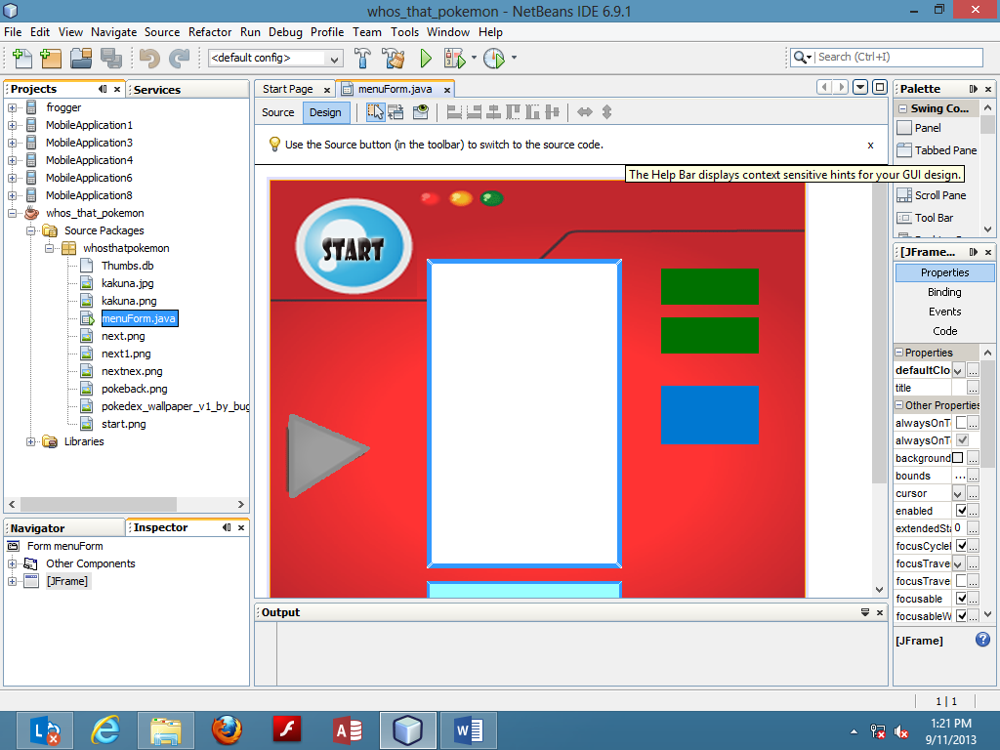 whos_that_pokemon - NetBeans IDE 6.9.1
File Edit View Navigate Source Refactor Run Debug Profile Team Tools Window Help
<default config>
Search (Ctrl+I)
Projects
Services
frogger
MobileApplication1
MobileApplication3
MobileApplication4
MobileApplication6
MobileApplication8
whos_that_pokemon
Source Packages
whosthatpokemon
Thumbs.db
kakuna.jpg
kakuna.png
menuForm.java
next.png
next1.png
nextnex.png
pokeback.png
pokedex_wallpaper_v1_by_bug
start.png
Libraries
Navigator
Inspector
Form menuForm
Other Components
[JFrame]
Start Page x
menuForm.java x
Source Design
Use the Source button (in the toolbar) to switch to the source code. x
The Help Bar displays context sensitive hints for your GUI design.
START
Output
Palette
Swing Co...
Panel
Tabbed Pane
Scroll Pane
Tool Bar
[JFrame...
Properties
Binding
Events
Code
Properties
defaultClo
title
Other Properties
alwaysOnT
alwaysOnT
background
bounds ...
cursor
enabled
extendedSta 0
focusCycleF
focusTrave
focusTrave
focusable
focusableW
[JFrame]
1 | 1
1:21 PM
9/11/2013